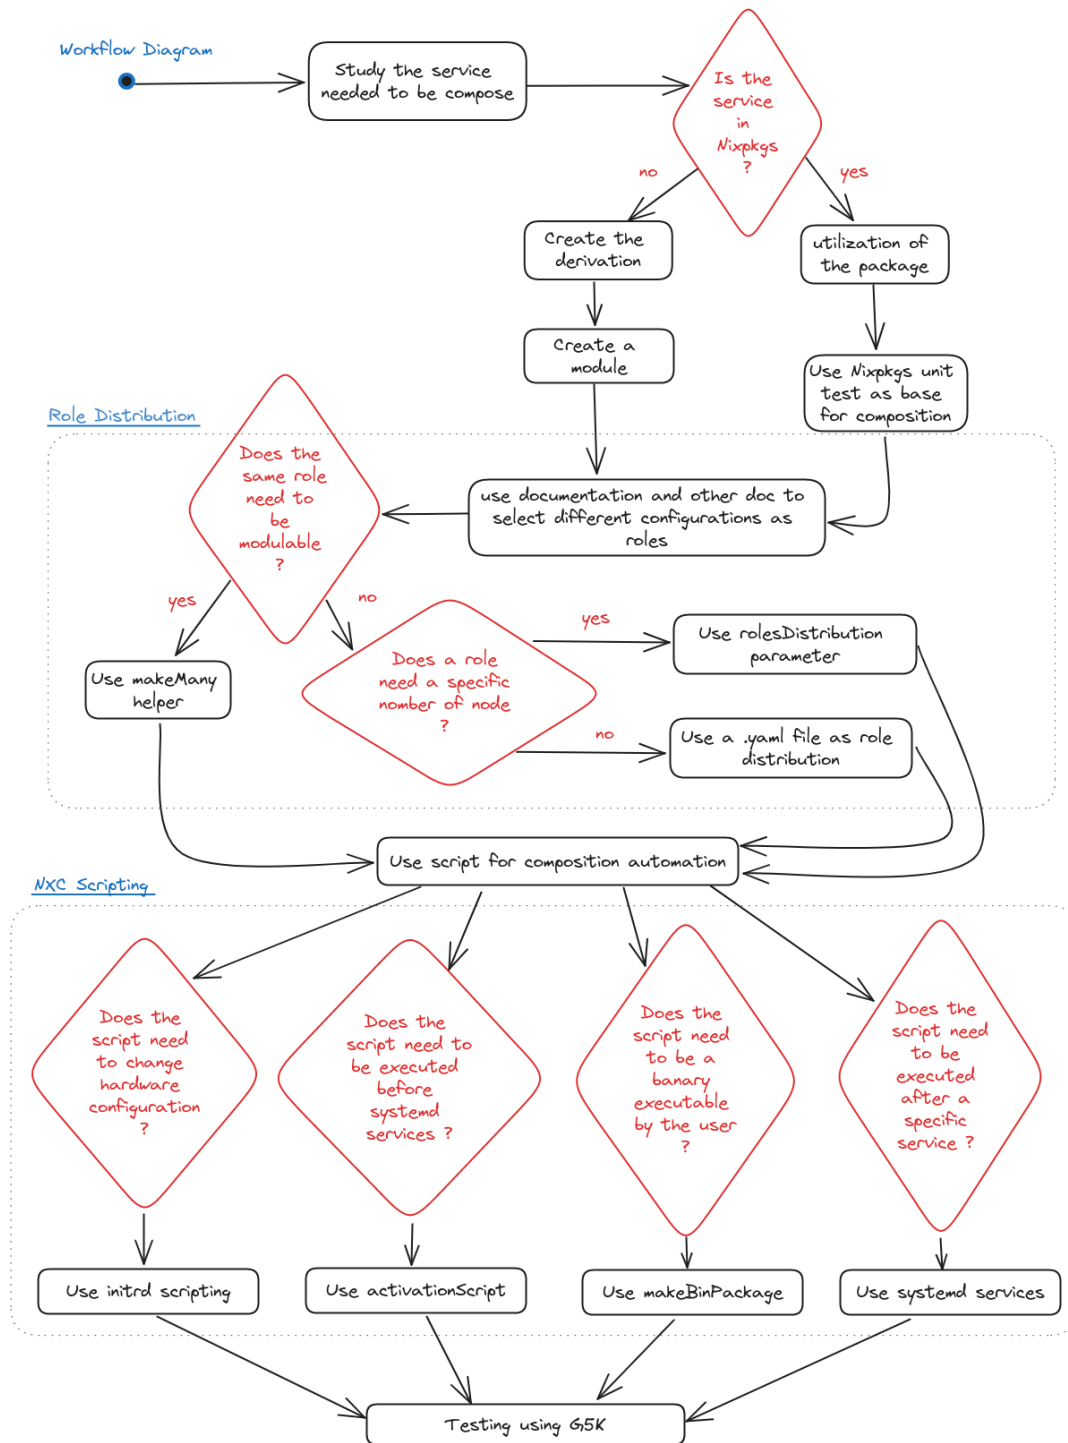 Workflow Diagram
Study the service
needed to be compose
Is the
service
in
Nixpkgs
?
no
yes
Create the
derivation
utilization of
the package
Create a
module
Use Nixpkgs unit
test as base
for composition
Role Distribution
Does the
same role
need to
be
modulable
?
use documentation and other doc to
select different configurations as
roles
yes
no
Use makeMany
helper
Does a role
need a specific
nomber of node
?
yes
no
Use rolesDistribution
parameter
Use a .yaml file as role
distribution
Use script for composition automation
NXC Scripting
Does the
script need
to change
hardware
configuration
?
Does the
script need to
be executed
before
systemd
services ?
Does the
script need
to be a
banary
executable
by the user
?
Does the
script need
to be
executed
after a
specific
service ?
Use initrd scripting
Use activationScript
Use makeBinPackage
Use systemd services
Testing using G5K